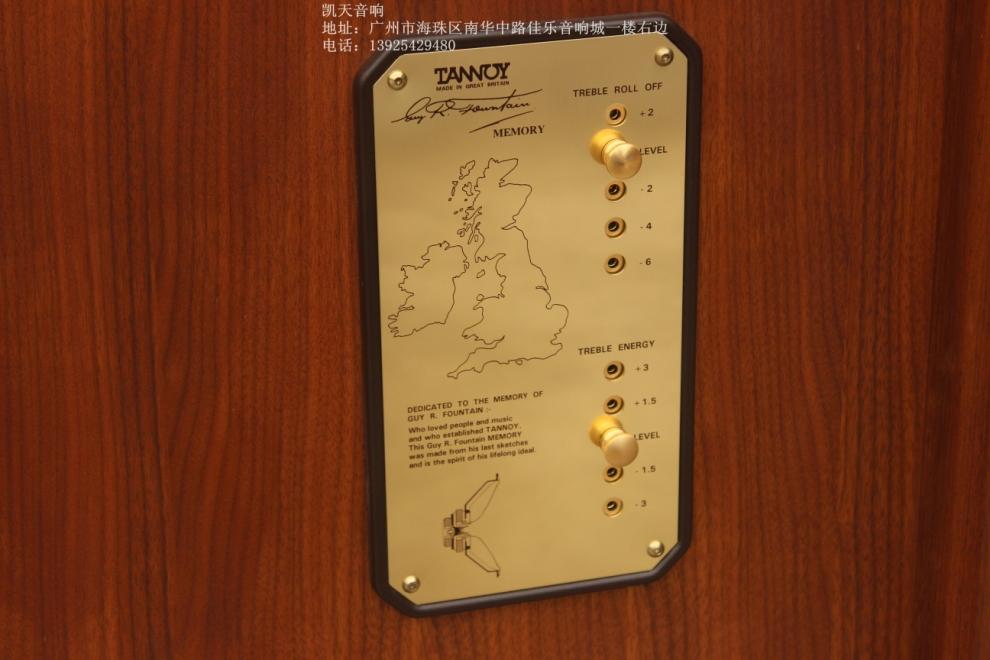 凯天音响
地址：广州市海珠区南华中路佳乐音响城一楼右边
电话：13925429480
TANNOY
MADE IN GREAT BRITAIN
Guy R. Fountain
MEMORY
TREBLE ROLL OFF
+2
LEVEL
-2
-4
-6
TREBLE ENERGY
+3
+1.5
LEVEL
-1.5
-3
DEDICATED TO THE MEMORY OF
GUY R. FOUNTAIN :-
Who loved people and music
and who established TANNOY.
This Guy R. Fountain MEMORY
was made from his last sketches
and is the spirit of his lifelong ideal.